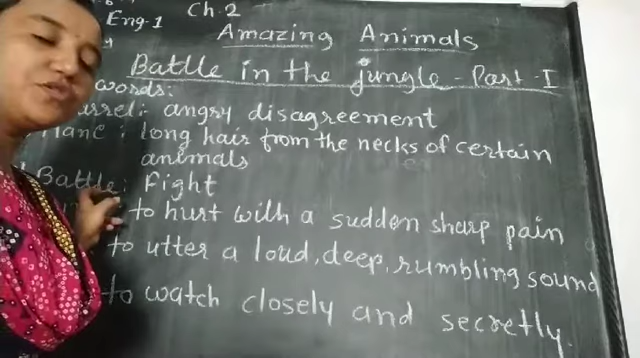 Eng-1 Ch.2
Amazing Animals
Battle in the jungle - Part - I
words:
angry disagreement
long hair from the necks of certain
animals
Battle: Fight
to hurt with a sudden sharp pain
to utter a loud, deep, rumbling sound
to watch closely and secretly.